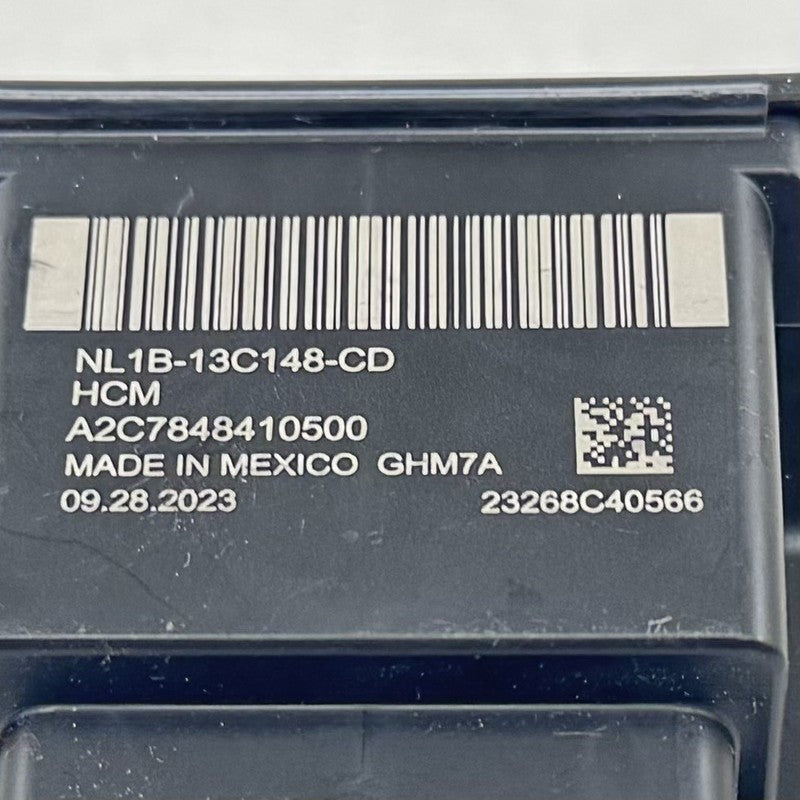 NL1B-13C148-CD
HCM
A2C7848410500
MADE IN MEXICO GHM7A
09.28.2023 23268C40566